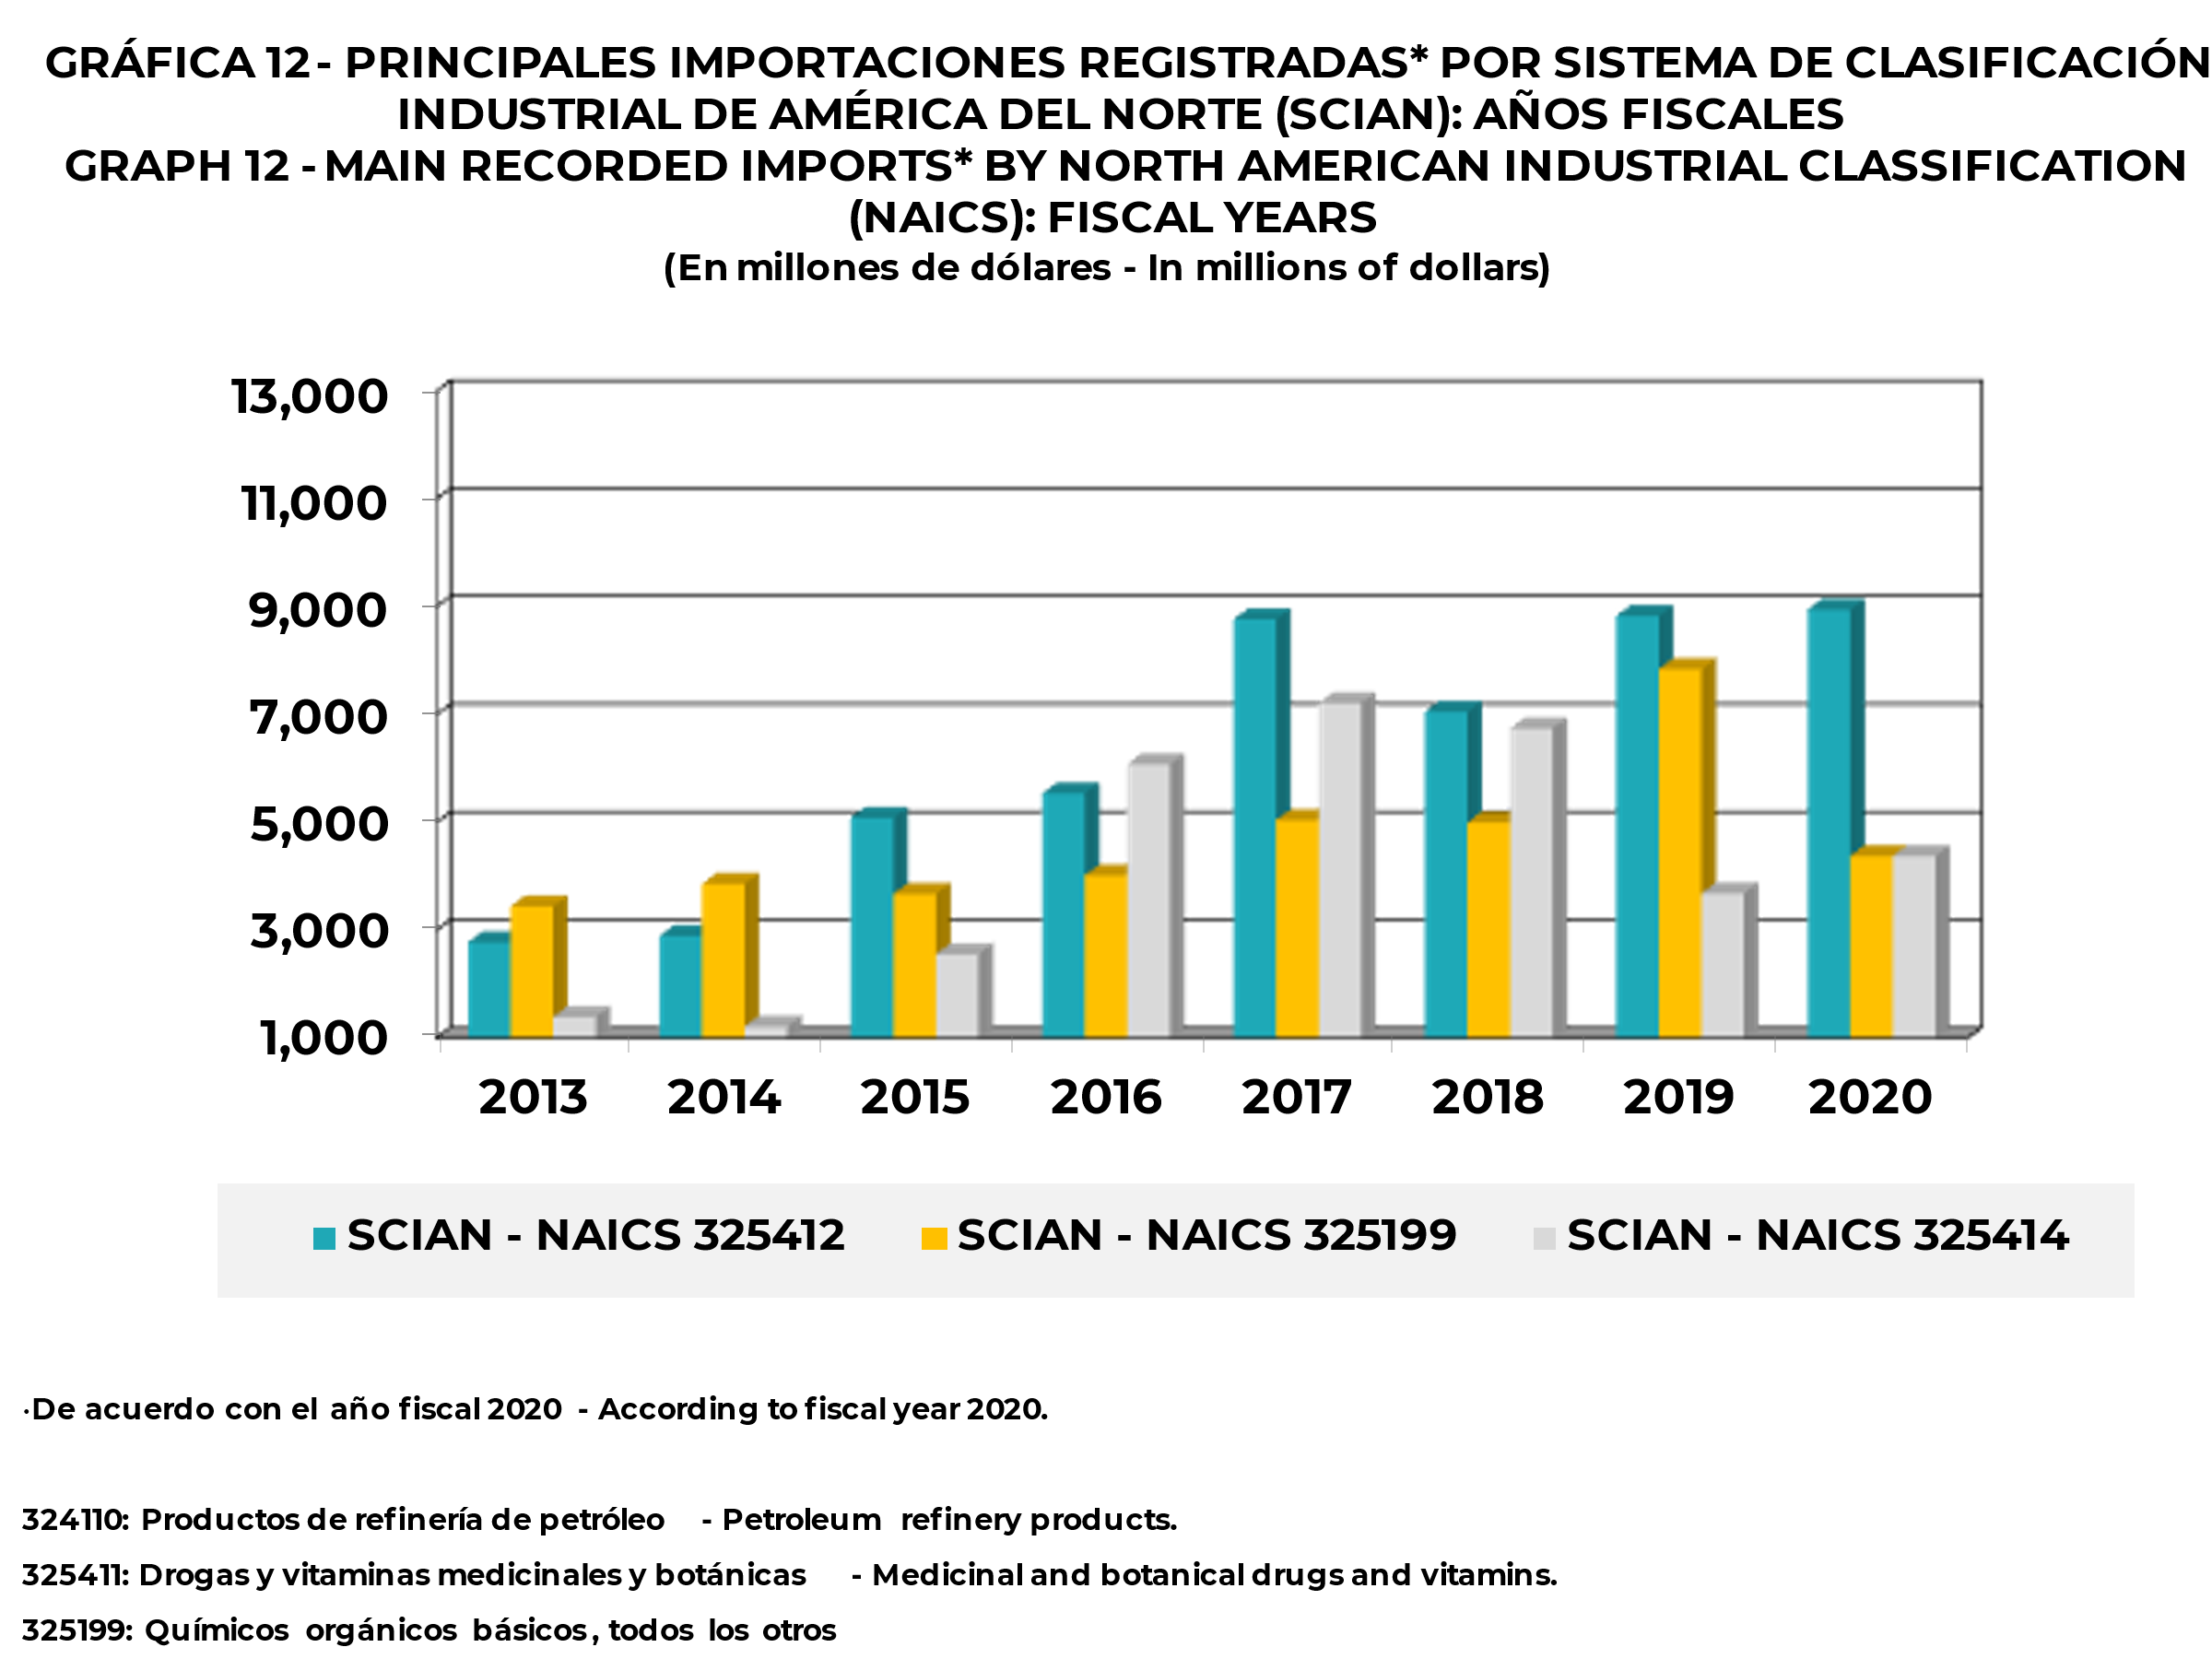 GRÁFICA 12 - PRINCIPALES IMPORTACIONES REGISTRADAS* POR SISTEMA DE CLASIFICACIÓN
INDUSTRIAL DE AMÉRICA DEL NORTE (SCIAN): AÑOS FISCALES
GRAPH 12 - MAIN RECORDED IMPORTS* BY NORTH AMERICAN INDUSTRIAL CLASSIFICATION
(NAICS): FISCAL YEARS
(En millones de dólares - In millions of dollars)
13,000
11,000
9,000
7,000
5,000
3,000
1,000
2013 2014 2015 2016 2017 2018 2019 2020
SCIAN - NAICS 325412 SCIAN - NAICS 325199 SCIAN - NAICS 325414
·De acuerdo con el año fiscal 2020 - According to fiscal year 2020.
324110: Productos de refinería de petróleo - Petroleum refinery products.
325411: Drogas y vitaminas medicinales y botánicas - Medicinal and botanical drugs and vitamins.
325199: Químicos orgánicos básicos, todos los otros